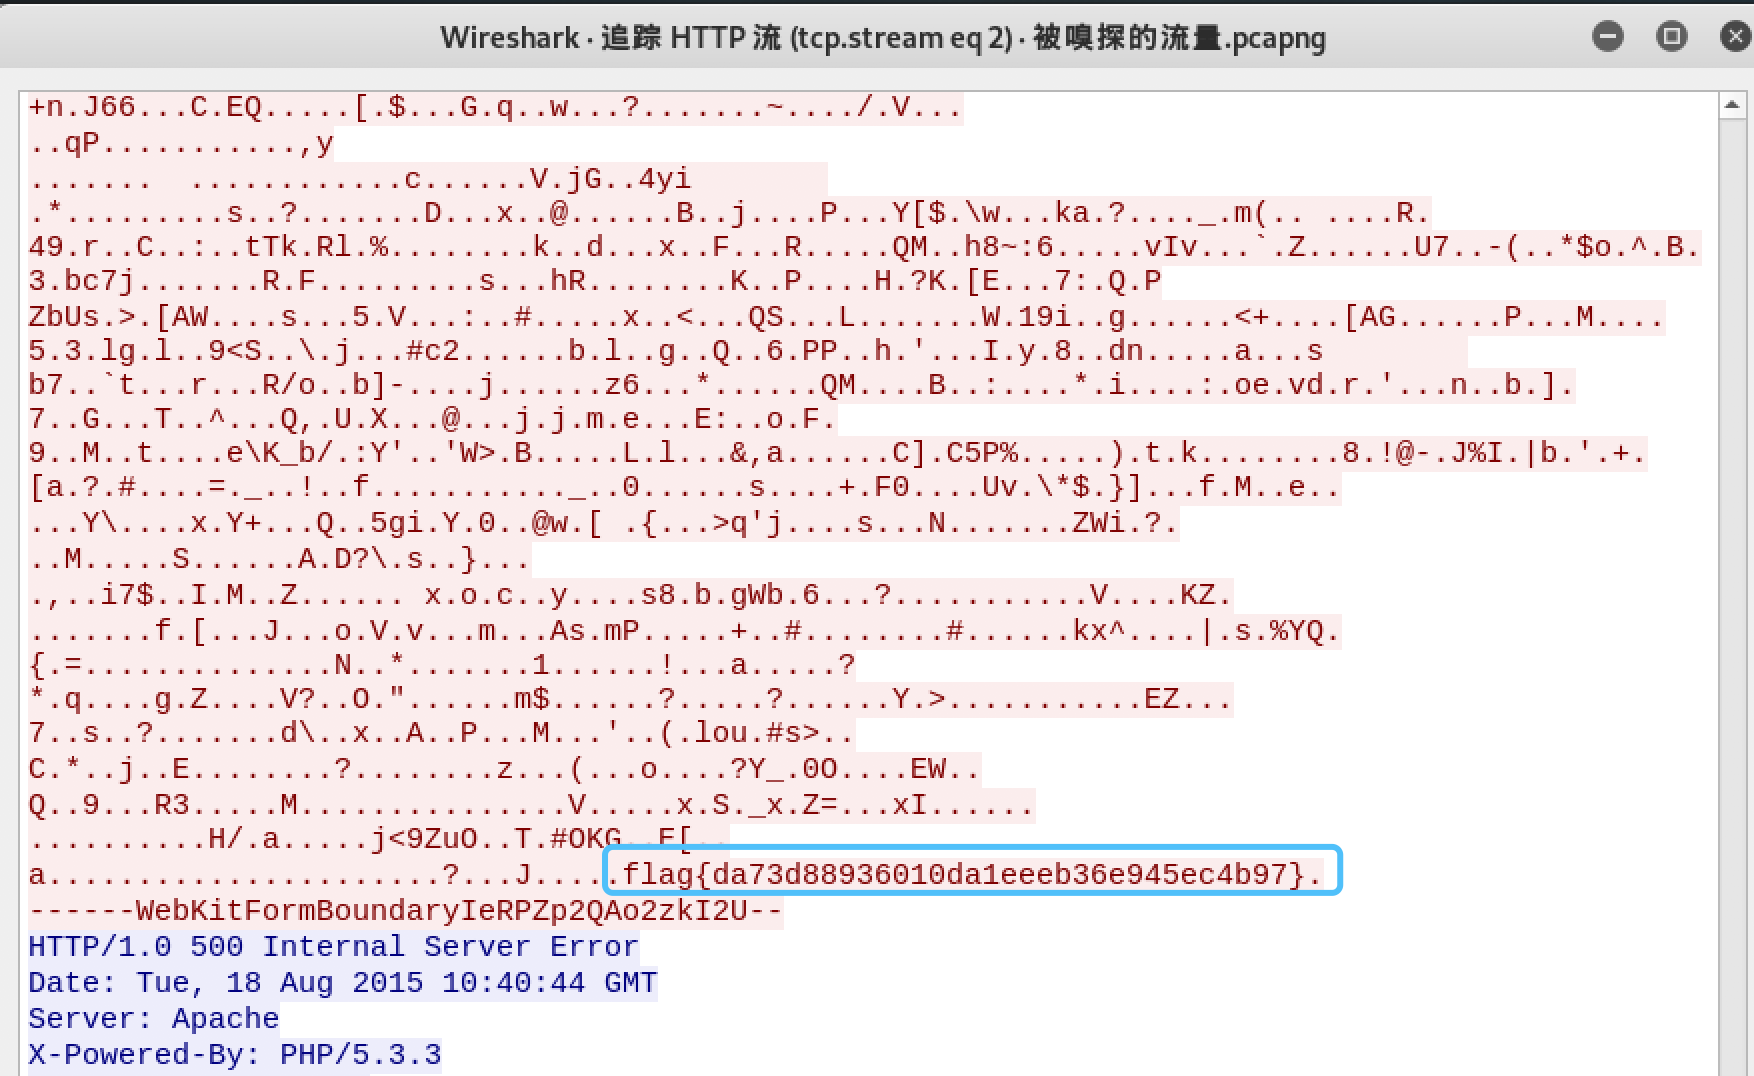 Wireshark · 追踪 HTTP 流 (tcp.stream eq 2) · 被嗅探的流量.pcapng
+n.J66...C.EQ.....[.$...G.q..w...?.......~..../.V...
..qP...........,y
.......  ............c......V.jG..4yi
.*.........s..?.......D...x..@......B..j....P...Y[$.\w...ka.?...._.m(.. ....R.
49.r..C..:..tTk.Rl.%........k..d...x..F...R.....QM..h8~:6.....vIv...`.Z......U7..-(..*$o.^.B.
3.bc7j.......R.F.........s...hR........K..P....H.?K.[E...7:.Q.P
ZbUs.>.[AW....s...5.V...:..#.....x..<...QS...L.......W.19i..g......<+....[AG......P...M....
5.3.lg.l..9<S..\.j...#c2......b.l..g..Q..6.PP..h.'...I.y.8..dn.....a...s
b7..`t...r...R/o..b]-....j......z6...*......QM....B..:....*.i....:.oe.vd.r.'...n..b.].
7..G...T..^...Q,.U.X...@...j.j.m.e...E:..o.F.
9..M..t....e\K_b/.:Y'..'W>.B.....L.l...&,a......C].C5P%.....).t.k........8.!@-.J%I.|b.'.+.
[a.?.#....=._..!..f..........._..0......s....+.F0....Uv.\*$.}]...f.M..e..
...Y\....x.Y+...Q..5gi.Y.0..@w.[ .{...>q'j....s...N.......ZWi.?.
..M.....S......A.D?\.s..}...
.,..i7$..I.M..Z...... x.o.c..y....s8.b.gWb.6...?...........V....KZ.
.......f.[...J...o.V.v...m...As.mP.....+..#........#......kx^....|.s.%YQ.
{.=..............N..*.......1......!...a.....?
*.q....g.Z....V?..O."......m$......?.....?......Y.>...........EZ...
7..s..?.......d\..x..A..P...M...'..(.lou.#s>..
C.*..j..E........?........z...(...o....?Y_.0O....EW..
Q..9...R3.....M...............V.....x.S._x.Z=...xI......
..........H/.a.....j<9ZuO..T.#OKG..E[..
a......................?...J.....flag{da73d88936010da1eeeb36e945ec4b97}.
------WebKitFormBoundaryIeRPZp2QAo2zkI2U--
HTTP/1.0 500 Internal Server Error
Date: Tue, 18 Aug 2015 10:40:44 GMT
Server: Apache
X-Powered-By: PHP/5.3.3